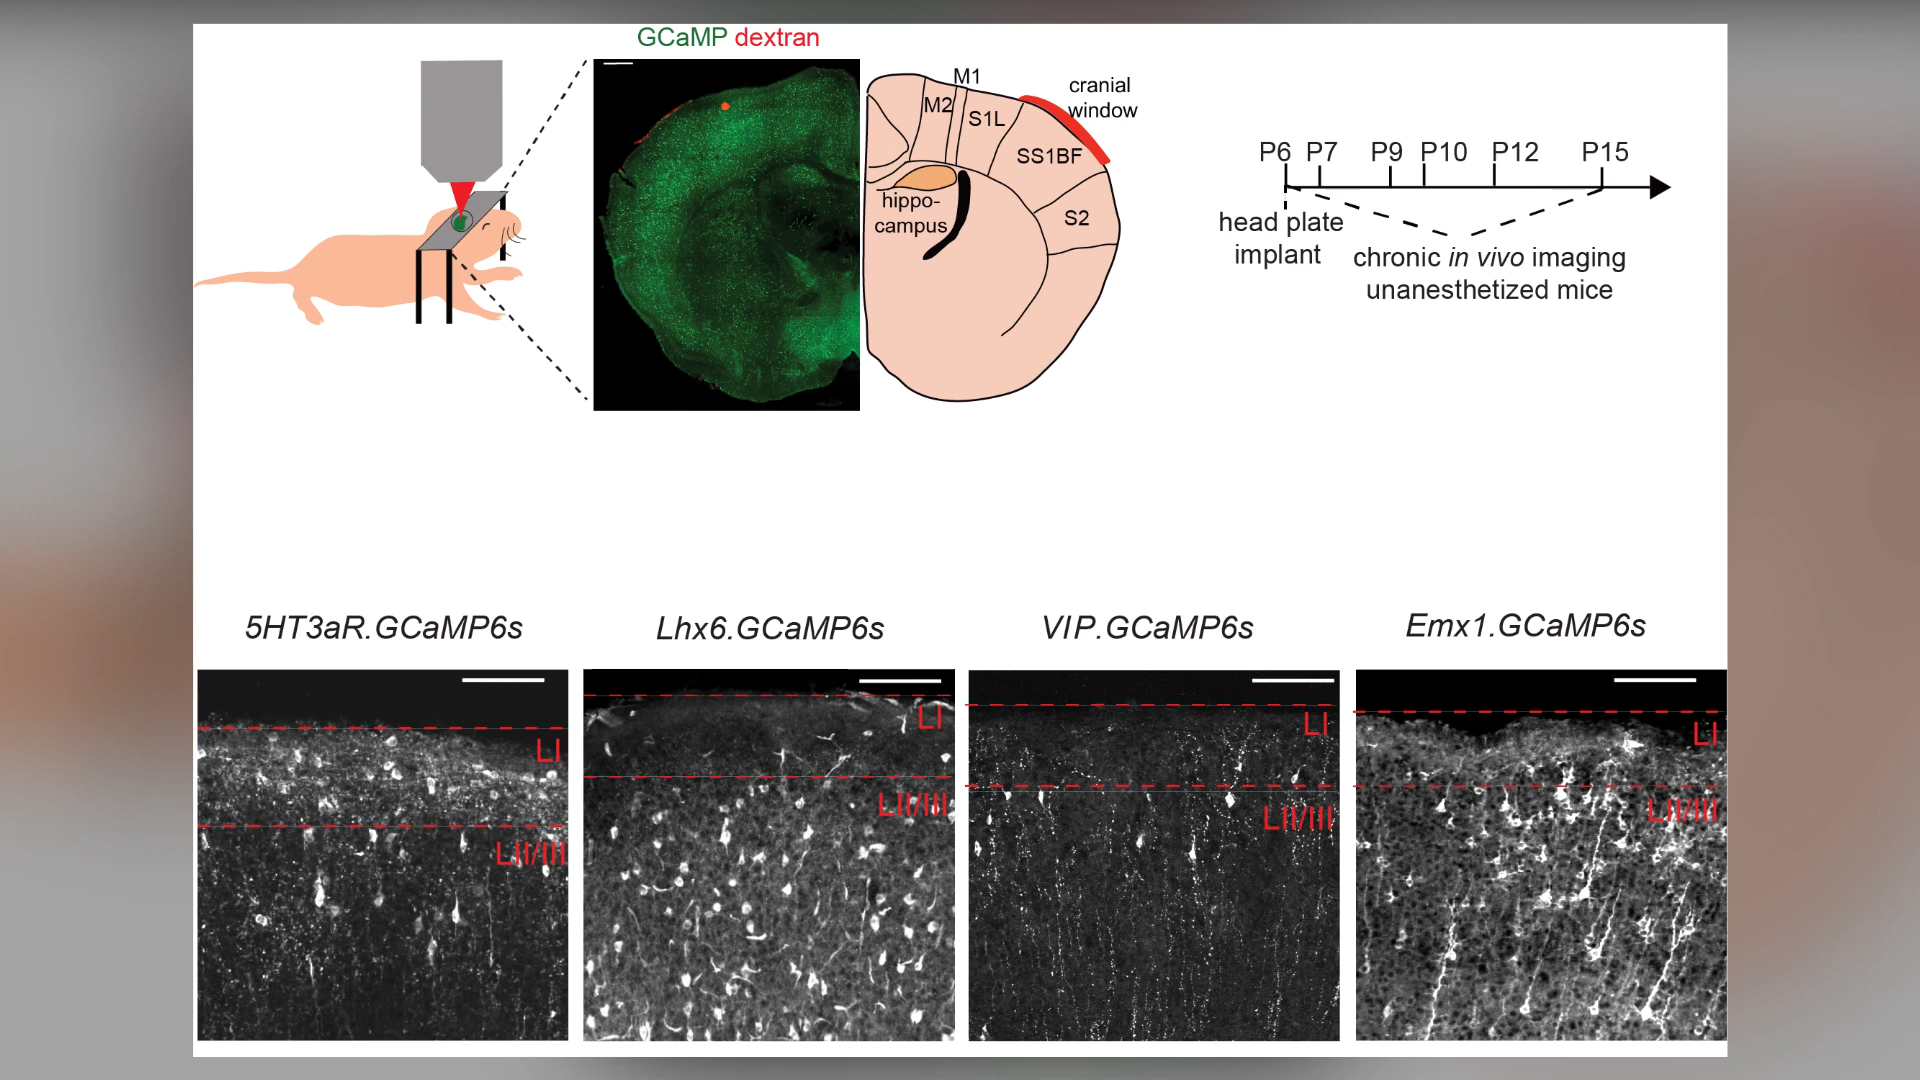 GCaMP dextran
M1
M2
S1L
cranial
window
SS1BF
hippo-
campus
S2
P6 P7 P9 P10 P12 P15
head plate
implant
chronic in vivo imaging
unanesthetized mice
5HT3aR.GCaMP6s
Lhx6.GCaMP6s
VIP.GCaMP6s
Emx1.GCaMP6s
LI
LII/III
LI
LII/III
LI
LII/III
LI
LII/III